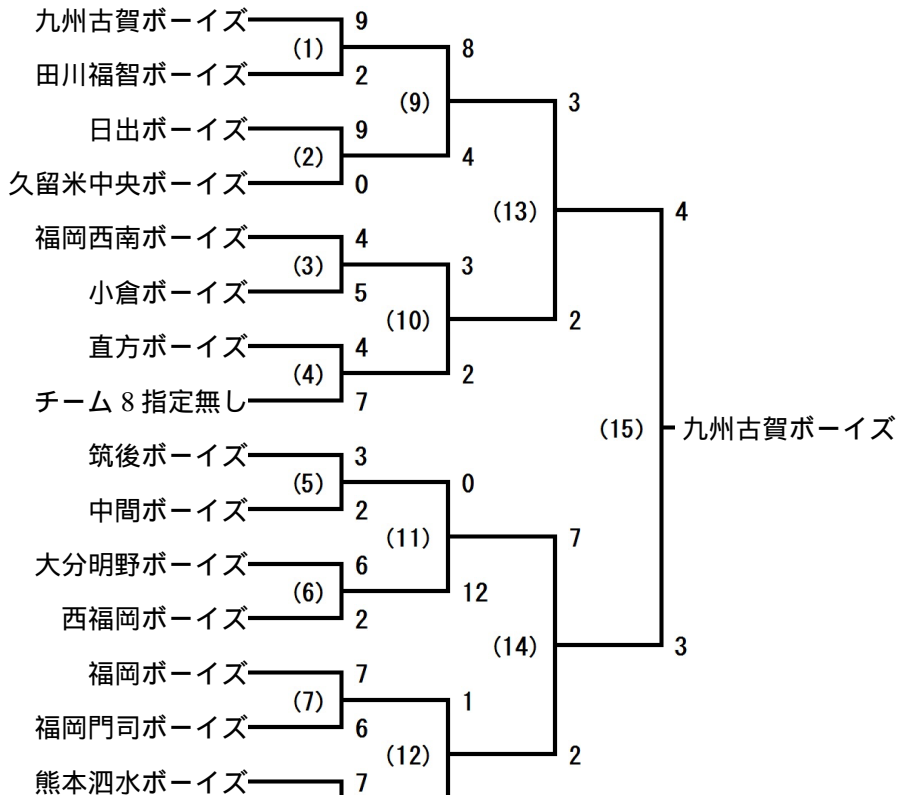 九州古賀ボーイズ 9
(1) 8
田川福智ボーイズ 2
(9) 3
日出ボーイズ 9
(2) 4
久留米中央ボーイズ 0
(13) 4
福岡西南ボーイズ 4
(3) 3
小倉ボーイズ 5
(10) 2
直方ボーイズ 4
(4) 2
チーム8指定無し 7
(15) 九州古賀ボーイズ
筑後ボーイズ 3
(5) 0
中間ボーイズ 2
(11) 7
大分明野ボーイズ 6
(6) 12
西福岡ボーイズ 2
(14) 3
福岡ボーイズ 7
(7) 1
福岡門司ボーイズ 6
(12) 2
熊本泗水ボーイズ 7